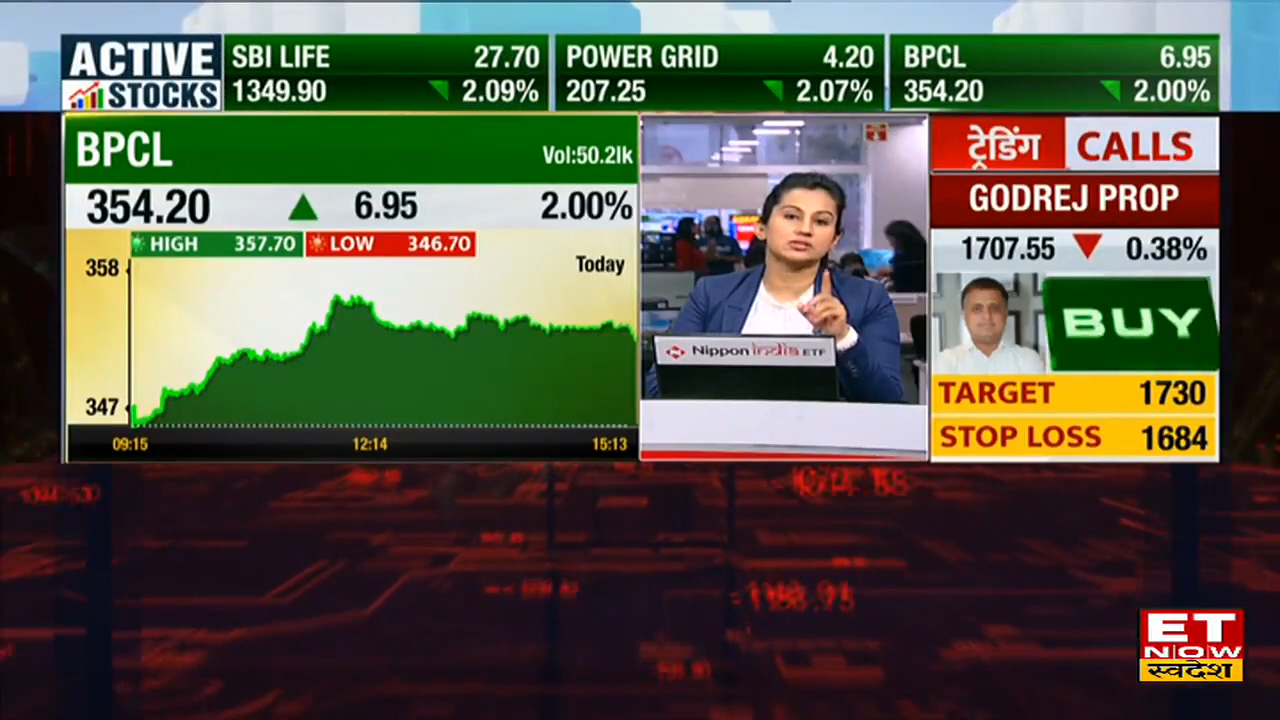 ACTIVE STOCKS
SBI LIFE 27.70
1349.90 2.09%
POWER GRID 4.20
207.25 2.07%
BPCL 6.95
354.20 2.00%
BPCL Vol:50.2lk
354.20 6.95 2.00%
HIGH 357.70 LOW 346.70
Today
358
347
09:15 12:14 15:13
Nippon india ETF
ट्रेडिंग CALLS
GODREJ PROP
1707.55 0.38%
BUY
TARGET 1730
STOP LOSS 1684
ET
NOW
स्वदेश